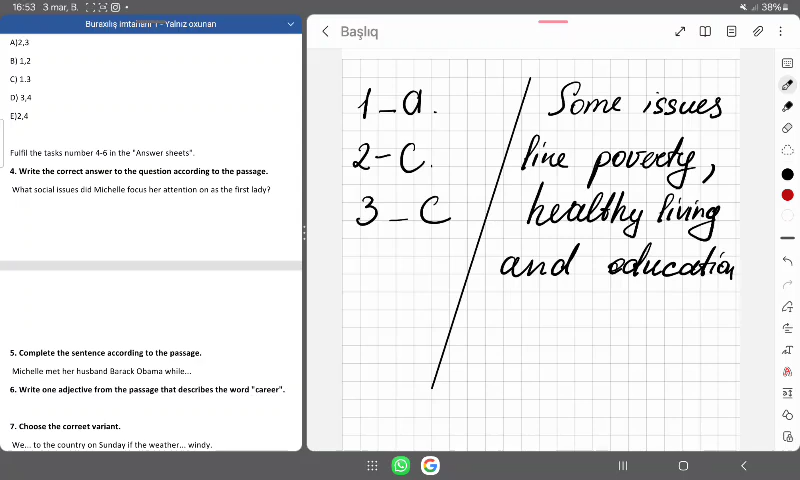 16:53 3 mar, B.
38%
Buraxılış imtahanı 1 - Yalnız oxunan
A)2,3
B) 1,2
C) 1.3
D) 3,4
E)2,4
Fulfil the tasks number 4-6 in the "Answer sheets".
4. Write the correct answer to the question according to the passage.
What social issues did Michelle focus her attention on as the first lady?
5. Complete the sentence according to the passage.
Michelle met her husband Barack Obama while...
6. Write one adjective from the passage that describes the word "career".
7. Choose the correet variant.
We... to the country on Sunday if the weather... windy.
Başlıq
1 - a.
2 - C.
3 - C
Some issues
line poverty,
healthy living
and oducation